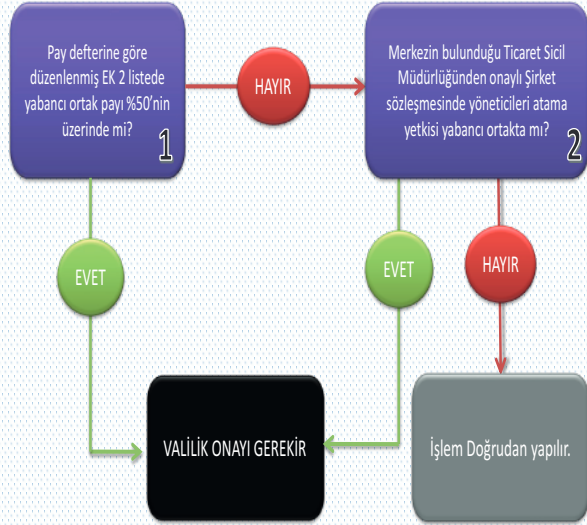 Pay defterine göre
düzenlenmiş EK 2 listede
yabancı ortak payı %50'nin
üzerinde mi?
1
HAYIR
Merkezin bulunduğu Ticaret Sicil
Müdürlüğünden onaylı Şirket
sözleşmesinde yöneticileri atama
yetkisi yabancı ortakta mı?
2
EVET
EVET
HAYIR
VALİLİK ONAYI GEREKİR
İşlem Doğrudan yapılır.